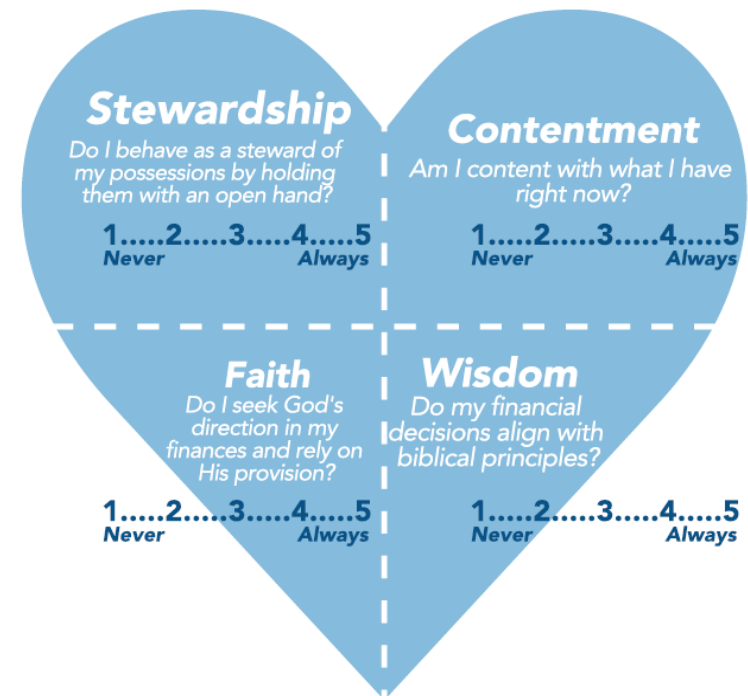 Stewardship
Do I behave as a steward of
my possessions by holding
them with an open hand?
1.....2.....3.....4.....5
Never Always
Contentment
Am I content with what I have
right now?
1.....2.....3.....4.....5
Never Always
Faith
Do I seek God's
direction in my
finances and rely on
His provision?
1.....2.....3.....4.....5
Never Always
Wisdom
Do my financial
decisions align with
biblical principles?
1.....2.....3.....4.....5
Never Always